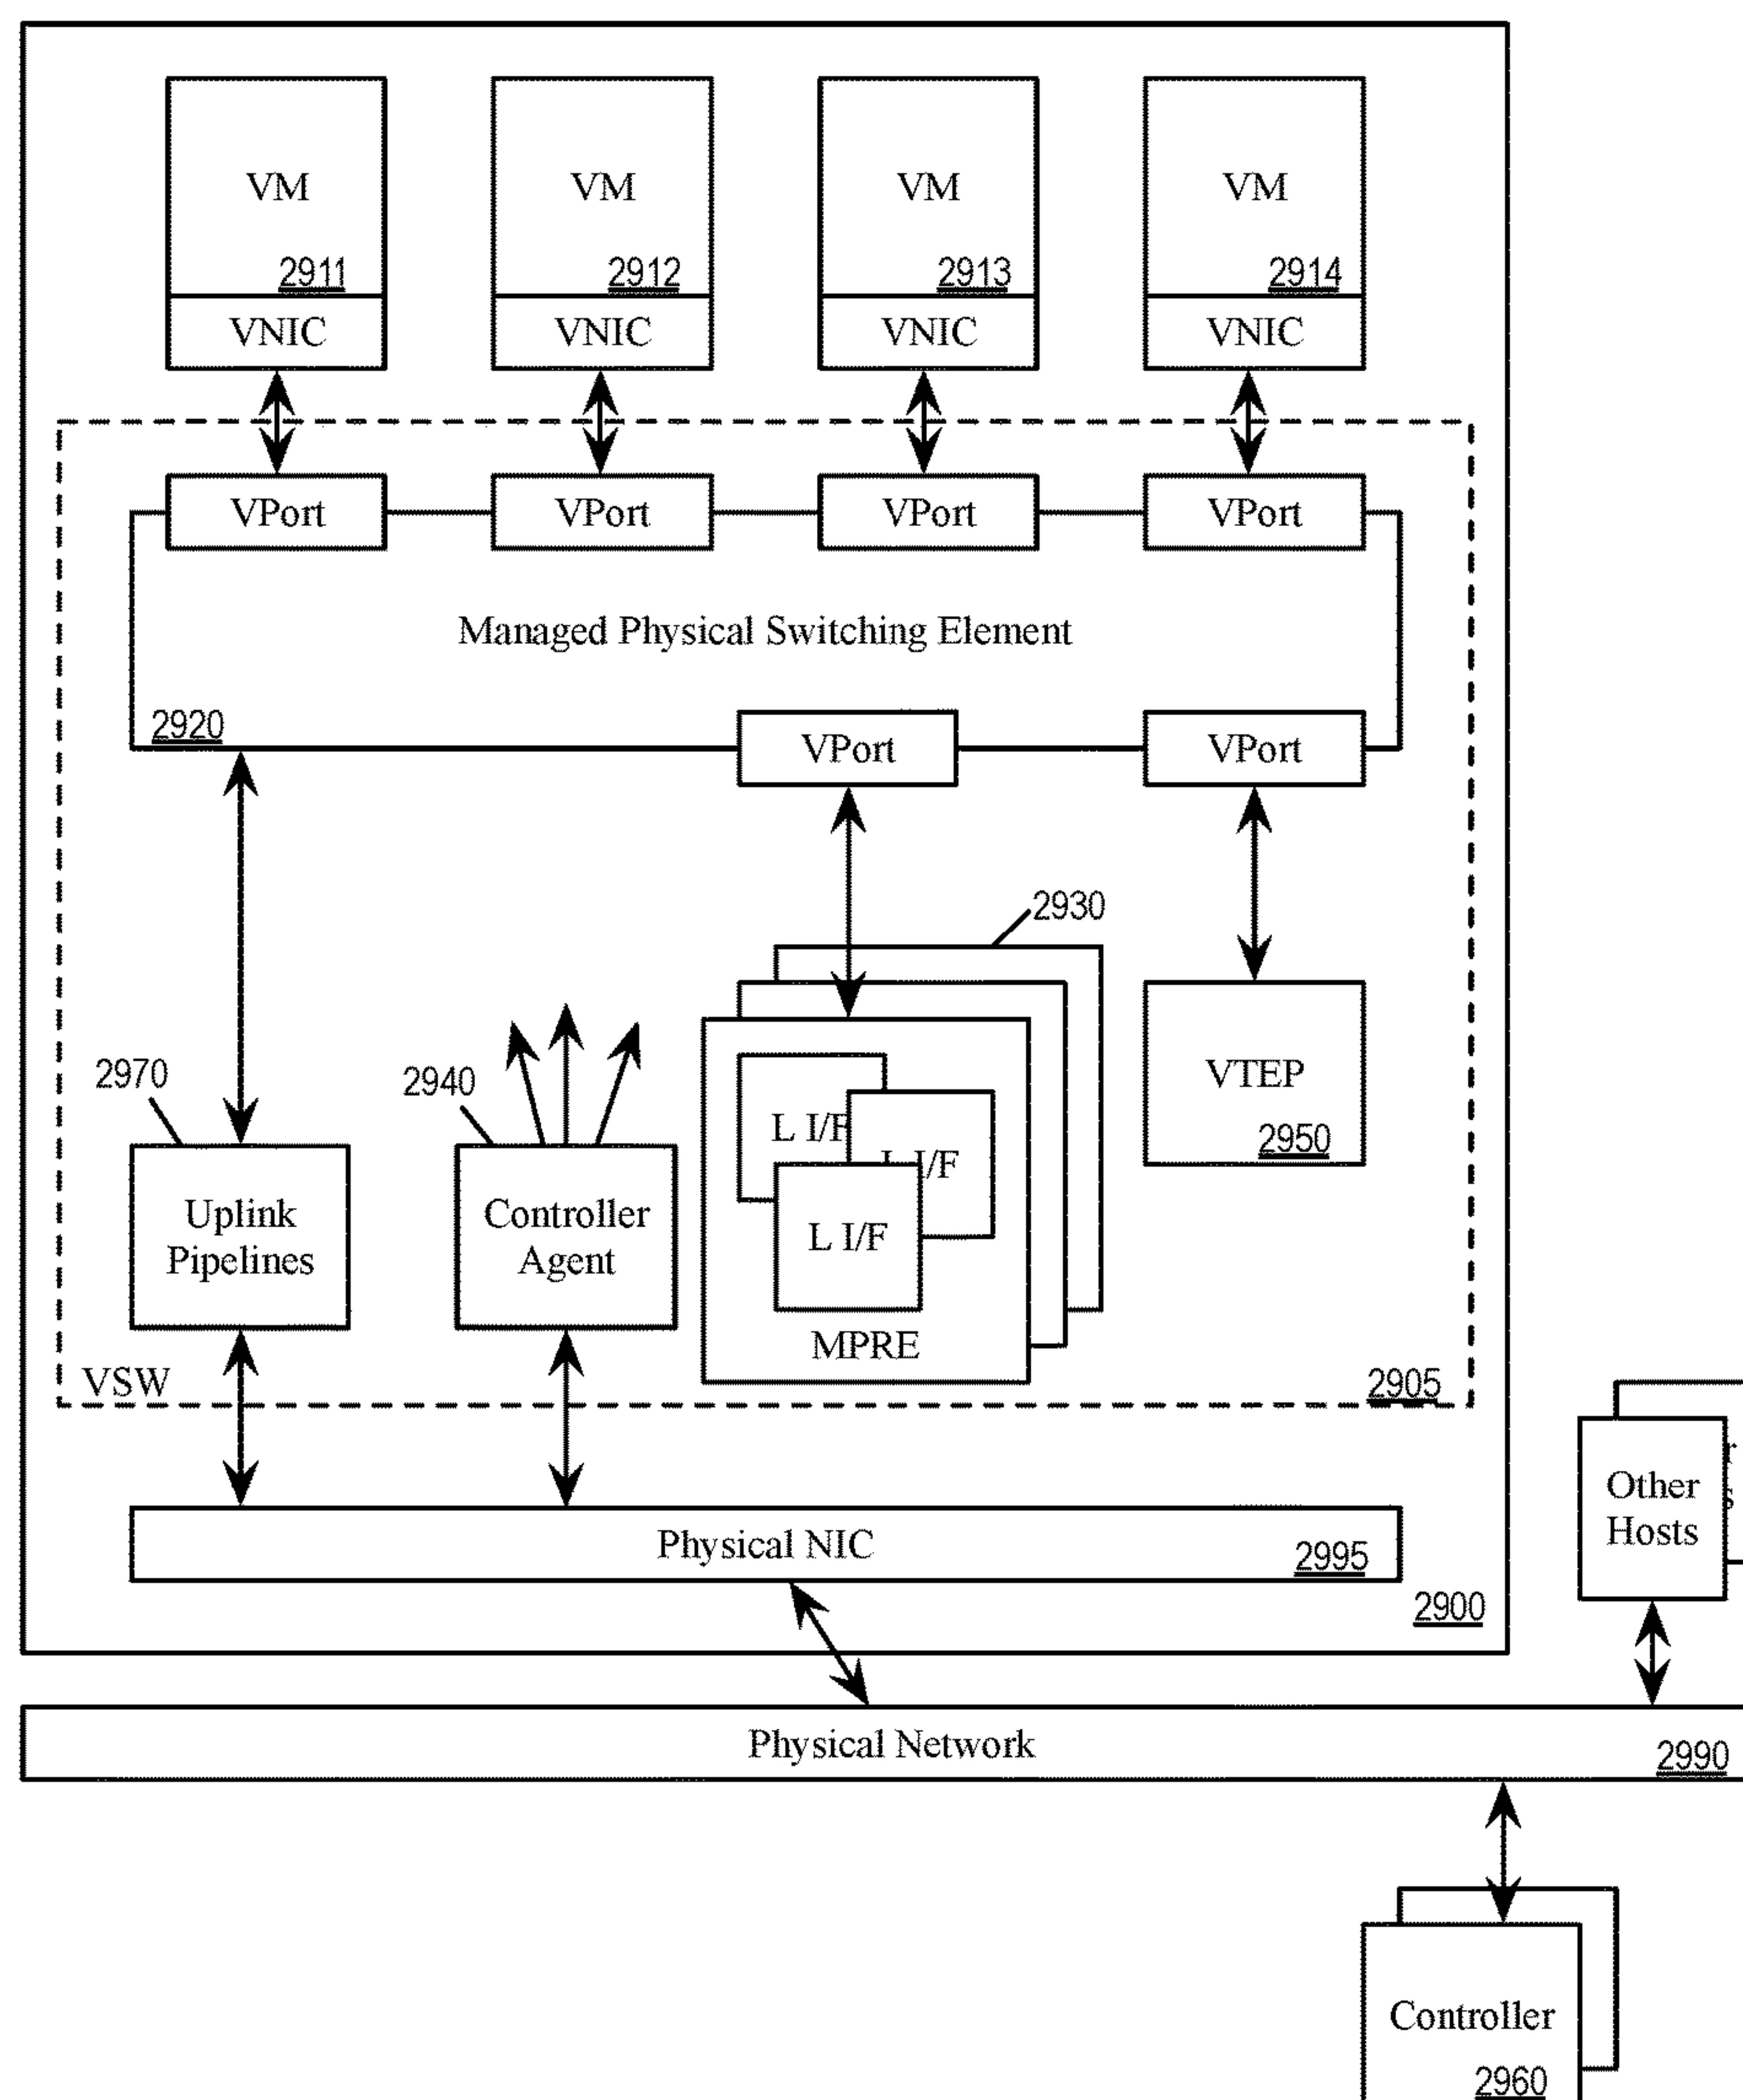 VM
2911
VNIC
VM
2912
VNIC
VM
2913
VNIC
VM
2914
VNIC
VPort
VPort
VPort
VPort
Managed Physical Switching Element
2920
VPort
VPort
2930
2970
2940
Uplink
Pipelines
Controller
Agent
L I/F
I/F
L I/F
MPRE
VTEP
2950
VSW
2905
Physical NIC
2995
2900
Other
Hosts
Physical Network
2990
Controller
2960